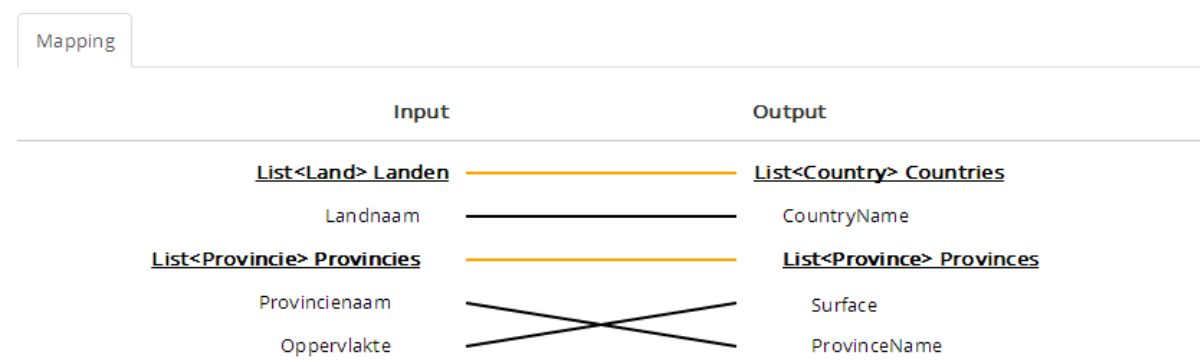 Mapping
Input Output
List<Land> Landen List<Country> Countries
Landnaam CountryName
List<Provincie> Provincies List<Province> Provinces
Provincienaam Surface
Oppervlakte ProvinceName